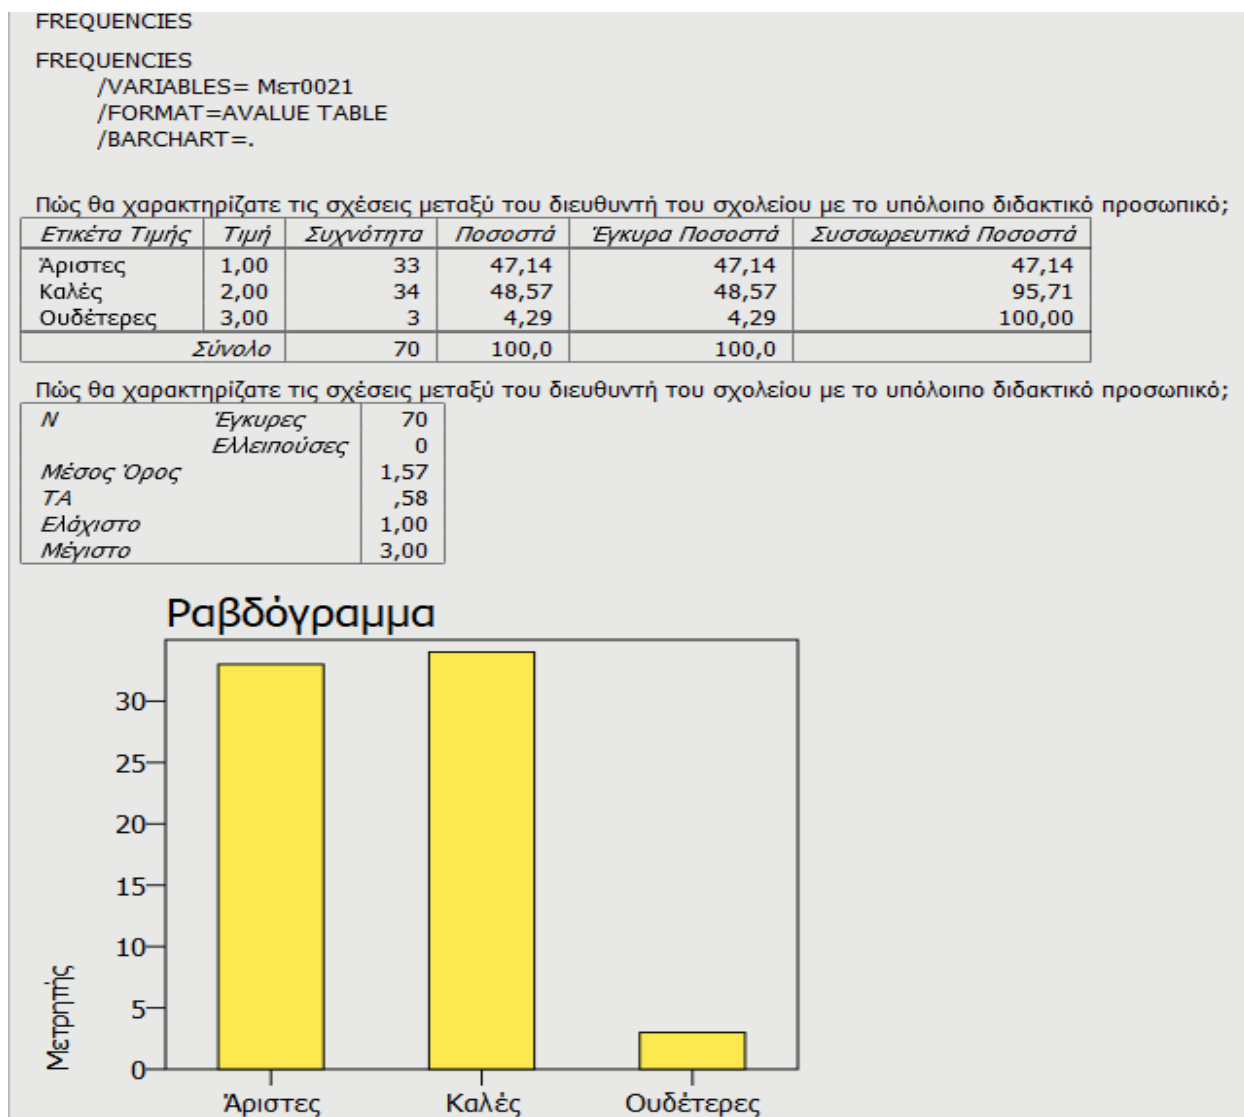 FREQUENCIES
FREQUENCIES
/VARIABLES= Μετ0021
/FORMAT=AVALUE TABLE
/BARCHART=.
Πώς θα χαρακτηρίζατε τις σχέσεις μεταξύ του διευθυντή του σχολείου με το υπόλοιπο διδακτικό προσωπικό;
Ετικέτα Τιμής Τιμή Συχνότητα Ποσοστά Έγκυρα Ποσοστά Συσσωρευτικά Ποσοστά
Άριστες 1,00 33 47,14 47,14 47,14
Καλές 2,00 34 48,57 48,57 95,71
Ουδέτερες 3,00 3 4,29 4,29 100,00
Σύνολο 70 100,0 100,0
Πώς θα χαρακτηρίζατε τις σχέσεις μεταξύ του διευθυντή του σχολείου με το υπόλοιπο διδακτικό προσωπικό;
N Έγκυρες 70
Ελλειπούσες 0
Μέσος Όρος 1,57
ΤΑ ,58
Ελάχιστο 1,00
Μέγιστο 3,00
Ραβδόγραμμα
30
25
20
15
10
5
0
Μετρητής
Άριστες Καλές Ουδέτερες